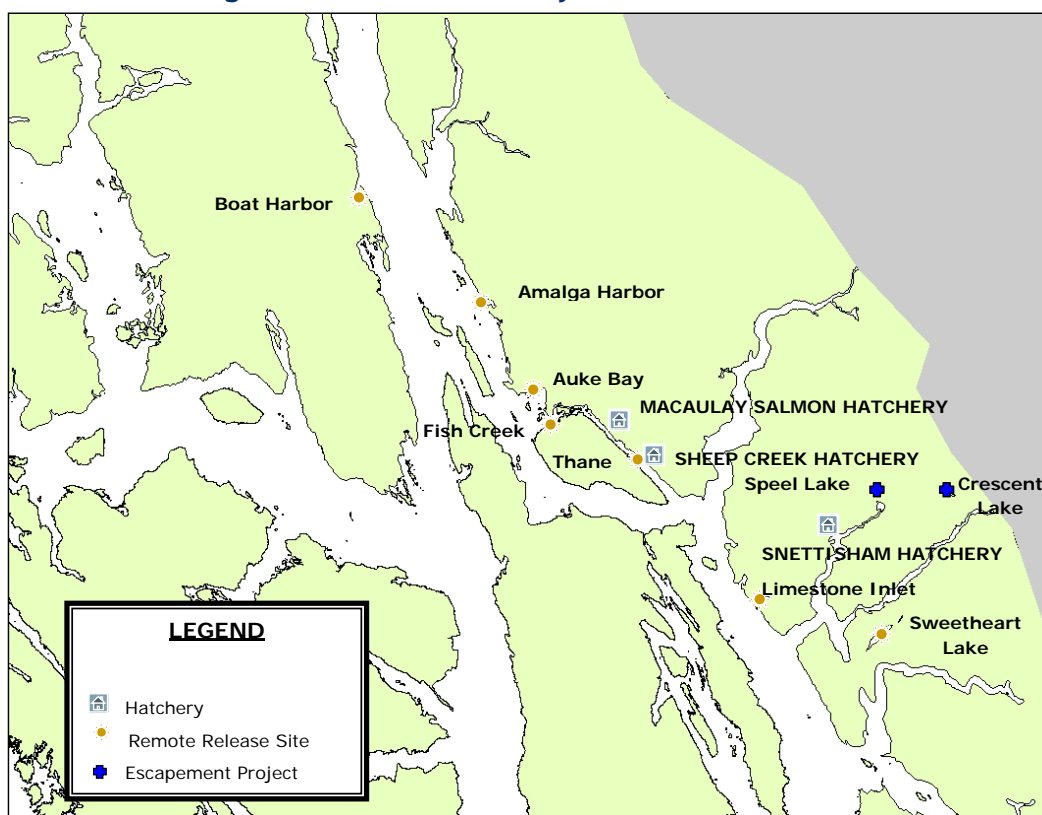 Boat Harbor
Amalga Harbor
Auke Bay
MACAULAY SALMON HATCHERY
Fish Creek
Thane
SHEEP CREEK HATCHERY
Speel Lake
Crescent
Lake
SNETTISHAM HATCHERY
Limestone Inlet
Sweetheart
Lake
LEGEND
Hatchery
Remote Release Site
Escapement Project